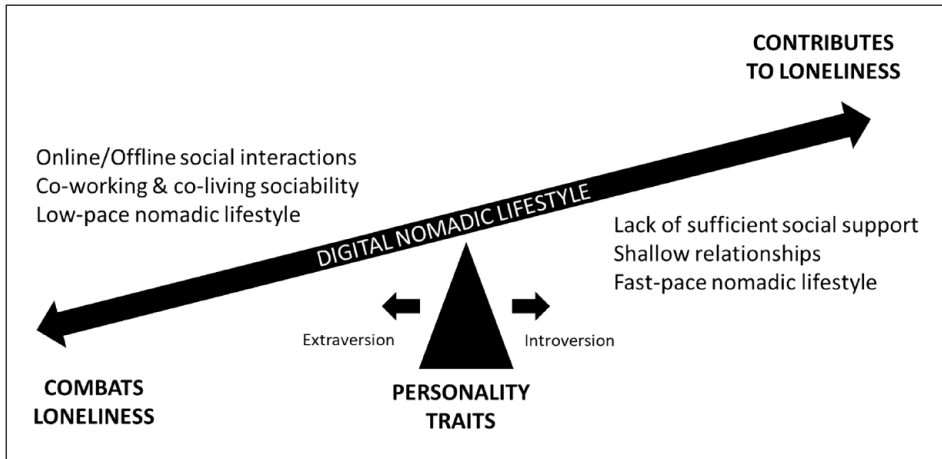 CONTRIBUTES
TO LONELINESS
Online/Offline social interactions
Co-working & co-living sociability
Low-pace nomadic lifestyle
DIGITAL NOMADIC LIFESTYLE
Lack of sufficient social support
Shallow relationships
Fast-pace nomadic lifestyle
Extraversion
Introversion
COMBATS
LONELINESS
PERSONALITY
TRAITS